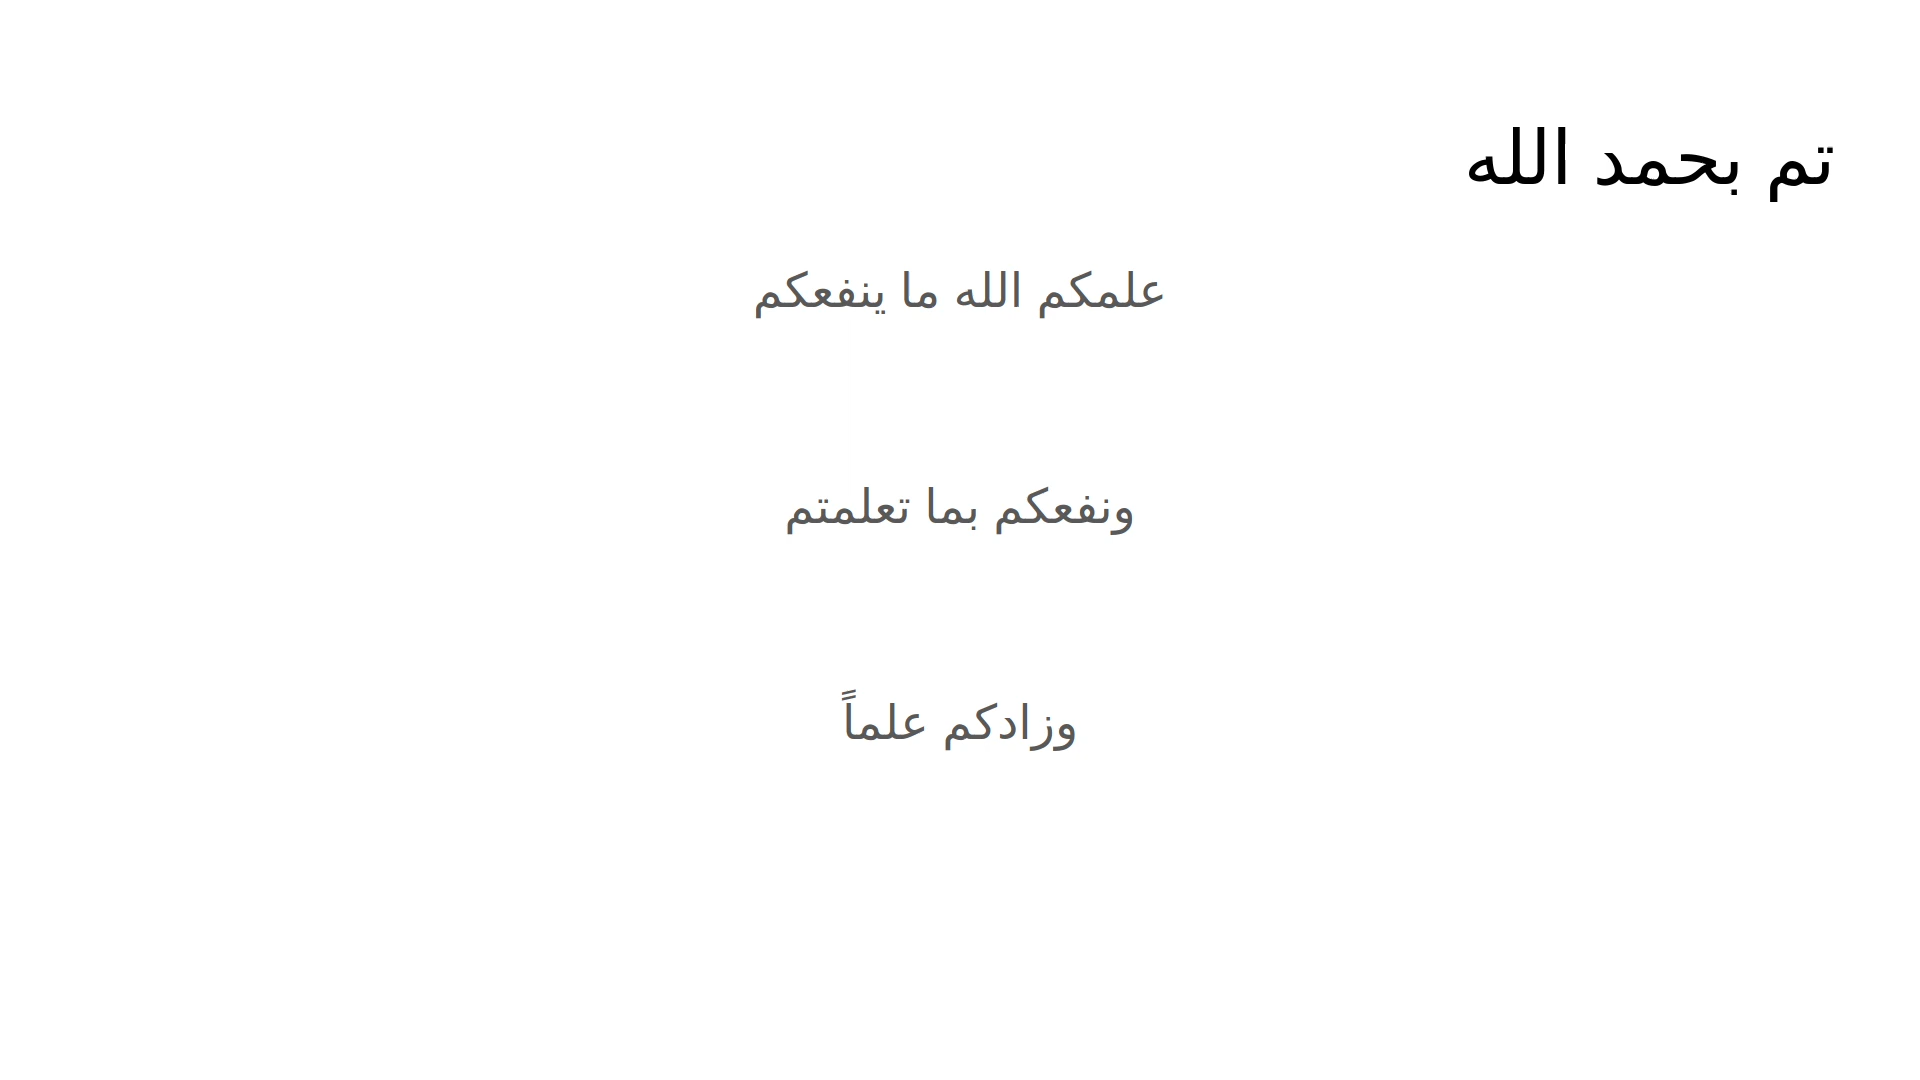 تم بحمد الله
علمكم الله ما ينفعكم
ونفعكم بما تعلمتم
وزادكم علماً